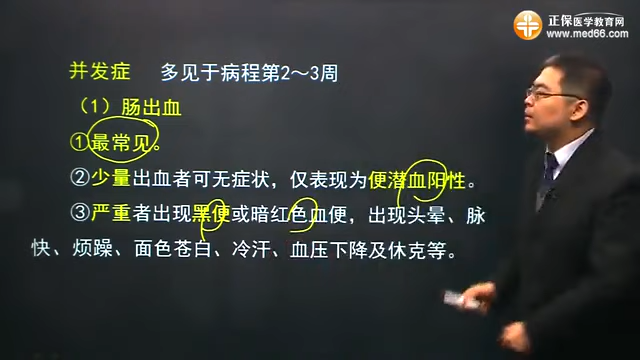 正保医学教育网
www.med66.com
并发症 多见于病程第2～3周
（1）肠出血
①最常见。
②少量出血者可无症状，仅表现为便潜血阳性。
③严重者出现黑便或暗红色血便，出现头晕、脉
快、烦躁、面色苍白、冷汗、血压下降及休克等。